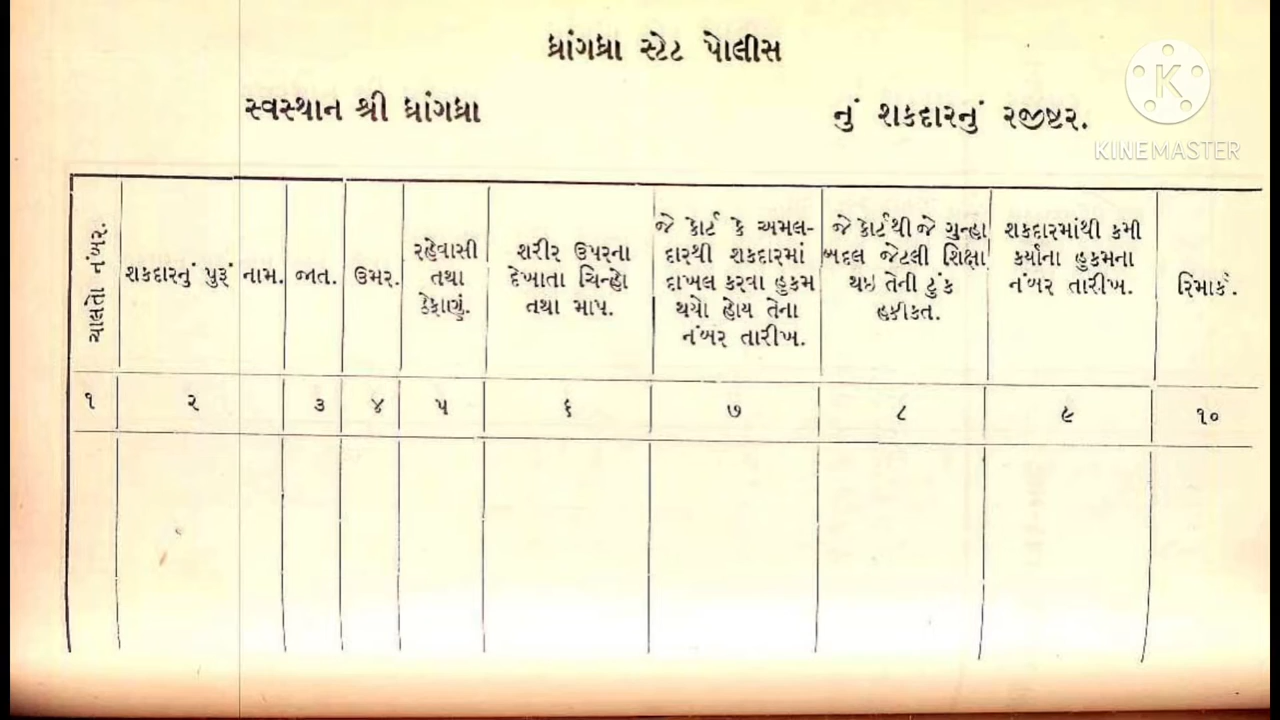 ધ્રાંગધ્રા સ્ટેટ પોલીસ
સ્વસ્થાન શ્રી ધ્રાંગધ્રા નું શકદારનું રજીષ્ટર.
KINEMASTER
ચાલતો નંબર.
શકદારનું પુરૂં નામ.
જાત.
ઉમર.
રહેવાસી
તથા
ઠેકાણું.
શરીર ઉપરના
દેખાતા ચિન્હો
તથા માપ.
જે કોર્ટ કે અમલ-
દારથી શકદારમાં
દાખલ કરવા હુકમ
થયો હોય તેના
નંબર તારીખ.
જે કોર્ટથી જે ગુન્હા
બદલ જેટલી શિક્ષા
થઇ તેની ટુંક
હકીકત.
શકદારમાંથી કમી
કર્યાના હુકમના
નંબર તારીખ.
રિમાર્ક.
૧ ૨ ૩ ૪ ૫ ૬ ૭ ૮ ૯ ૧૦